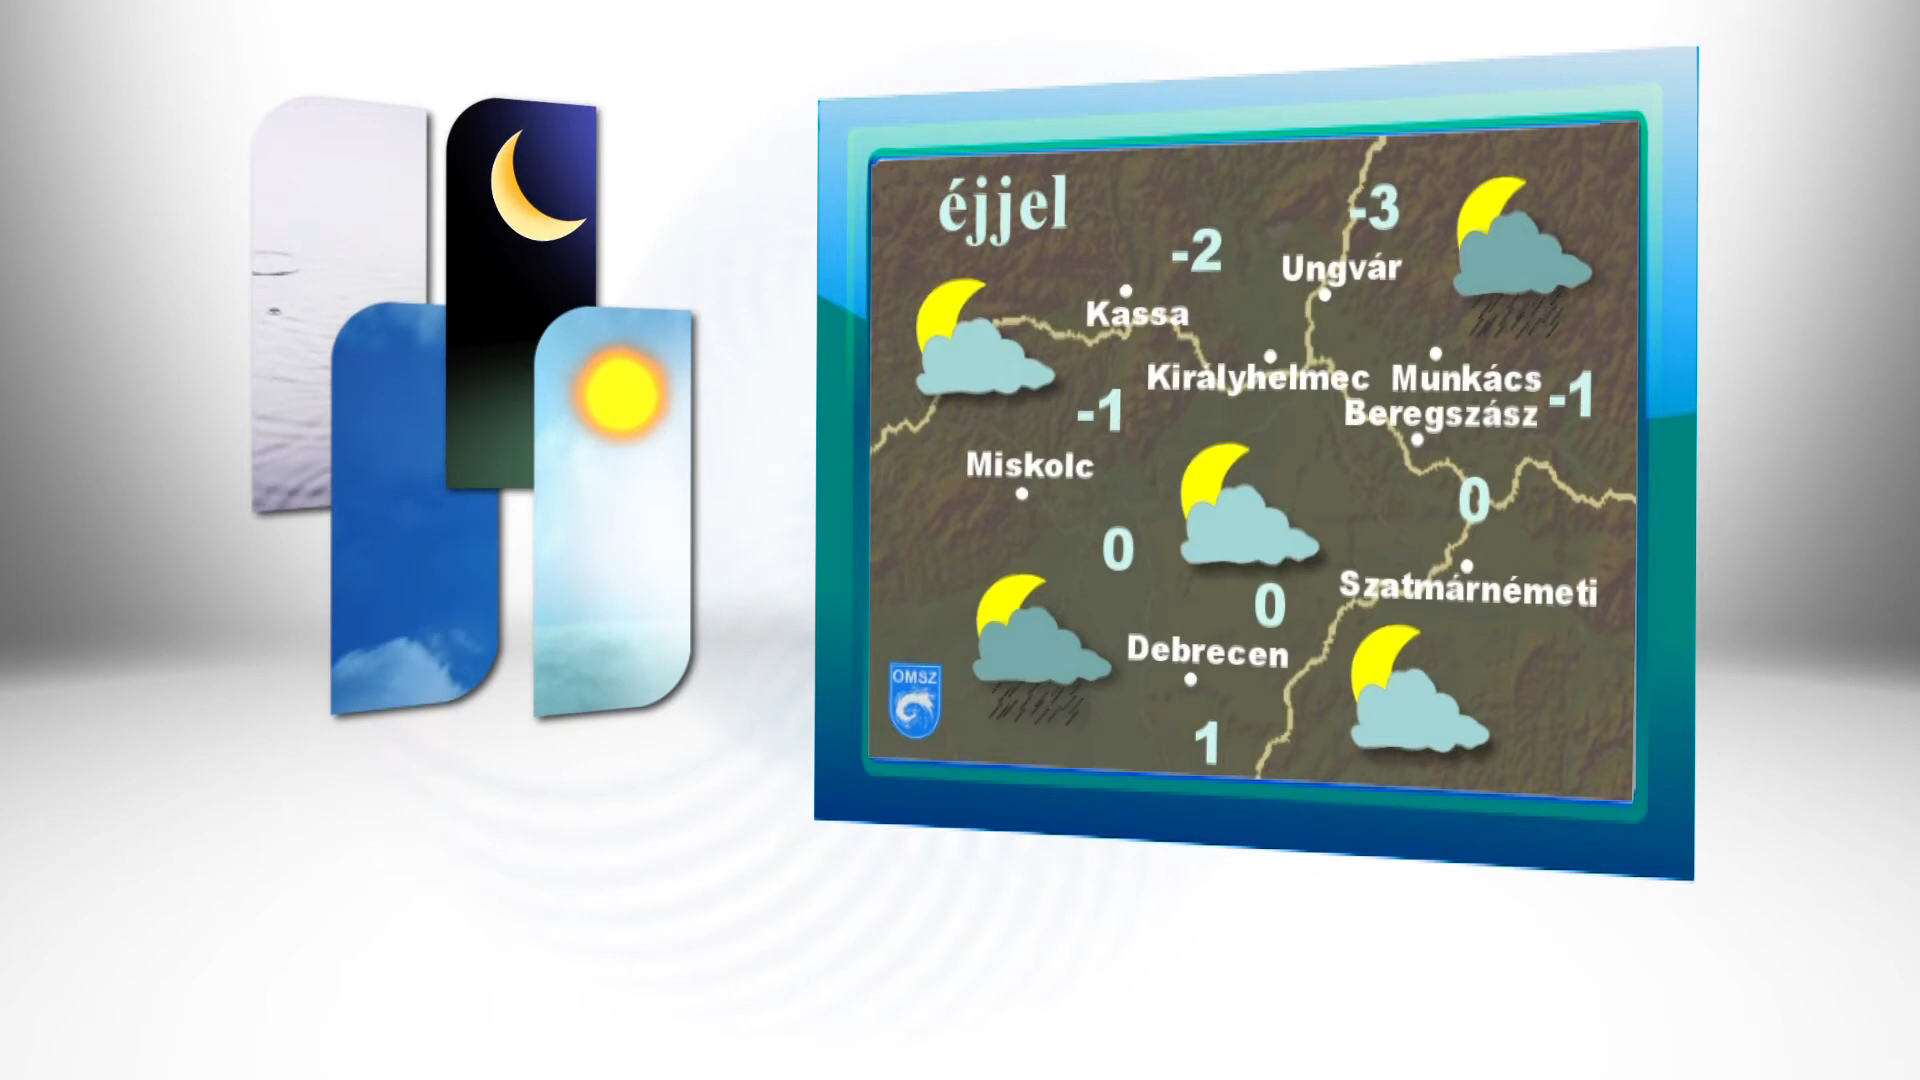 éjjel
-3
-2
Ungvár
Kassa
Királyhelmec
Munkács
-1
-1
Beregszász
Miskolc
0
0
Szatmárnémeti
0
Debrecen
OMSZ
1